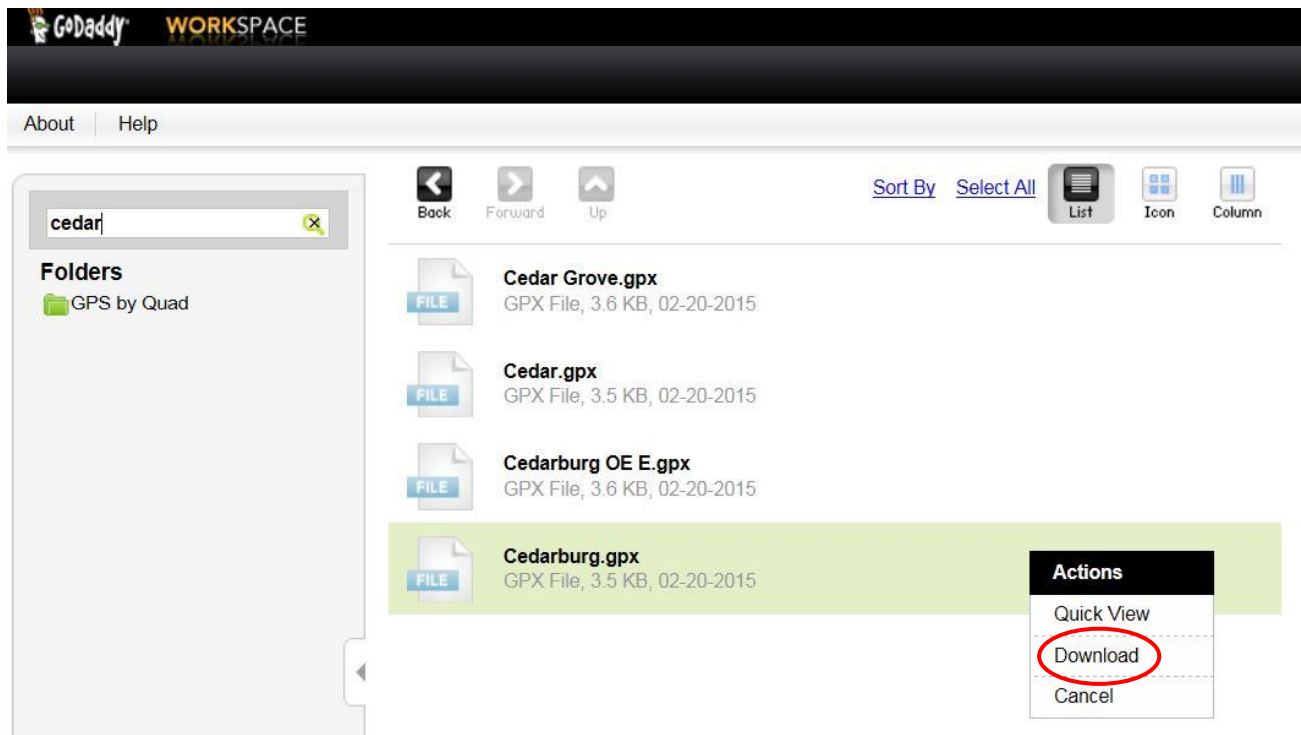 GoDaddy WORKSPACE
About Help
cedar
Folders
GPS by Quad
Back Forward Up Sort By Select All List Icon Column
FILE
Cedar Grove.gpx
GPX File, 3.6 KB, 02-20-2015
FILE
Cedar.gpx
GPX File, 3.5 KB, 02-20-2015
FILE
Cedarburg OE E.gpx
GPX File, 3.6 KB, 02-20-2015
FILE
Cedarburg.gpx
GPX File, 3.5 KB, 02-20-2015
Actions
Quick View
Download
Cancel